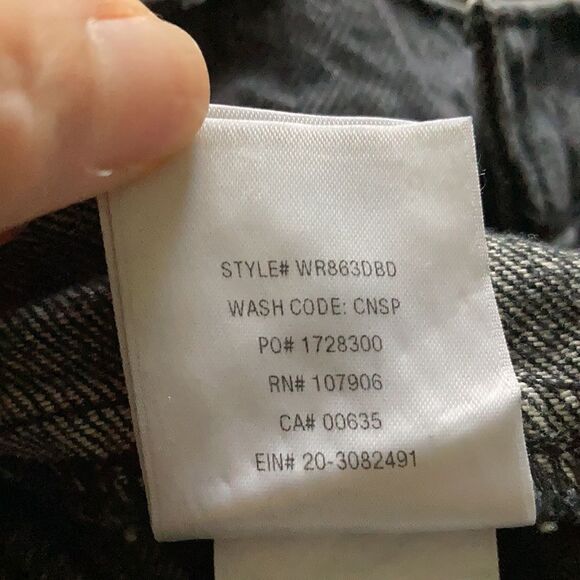 STYLE# WR863DBD
WASH CODE: CNSP
PO# 1728300
RN# 107906
CA# 00635
EIN# 20-3082491